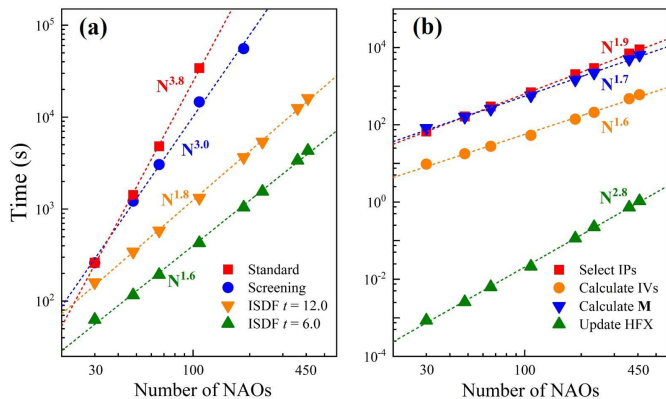 (a)
Time (s)
10^5
10^4
10^3
10^2
N^3.8
N^3.0
N^1.8
N^1.6
Standard
Screening
ISDF t = 12.0
ISDF t = 6.0
30
100
450
Number of NAOs
(b)
10^4
10^2
10^0
10^-2
10^-4
N^1.9
N^1.7
N^1.6
N^2.8
Select IPs
Calculate IVs
Calculate M
Update HFX
30
100
450
Number of NAOs